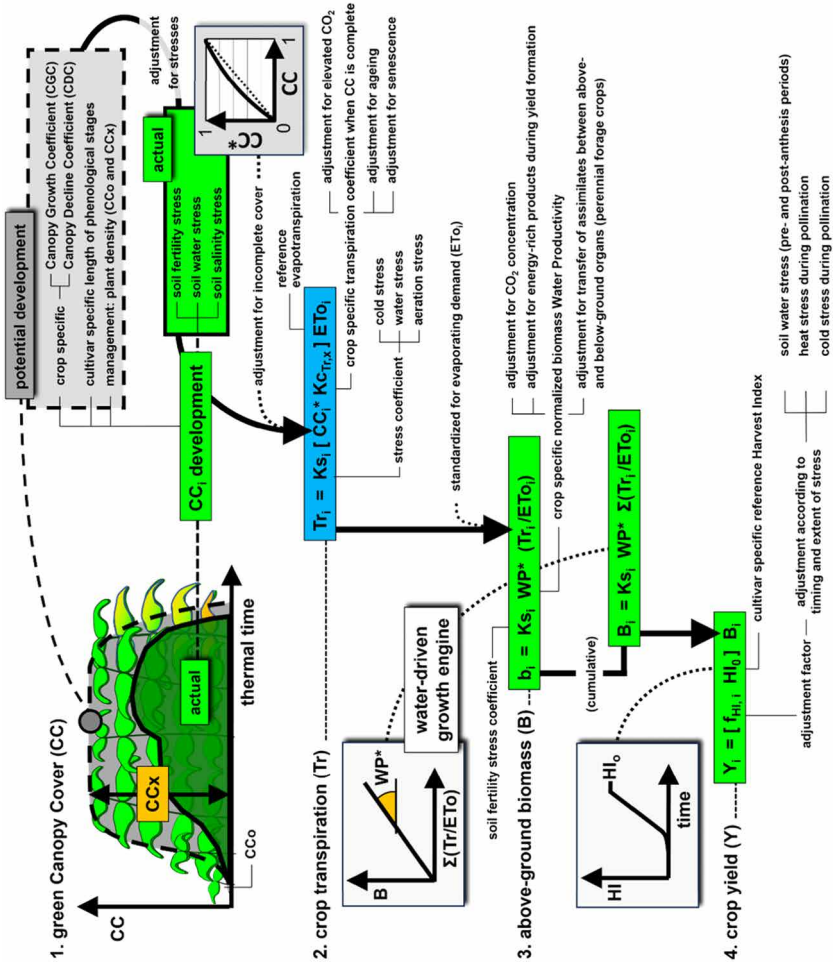 1. green Canopy Cover (CC)
CC
CCx
CCo
actual
thermal time
potential development
crop specific
Canopy Growth Coefficient (CGC)
Canopy Decline Coefficient (CDC)
cultivar specific length of phenological stages
management: plant density (CCo and CCx)
adjustment
for stresses
CCi development
actual
soil fertility stress
soil water stress
soil salinity stress
1
CC*
0
CC
1
adjustment for incomplete cover
2. crop transpiration (Tr)
Tri = Ksi [ CCi* KcTr,x ] EToi
reference
evapotranspiration
adjustment for elevated CO2
crop specific transpiration coefficient when CC is complete
adjustment for ageing
adjustment for senescence
stress coefficient
cold stress
water stress
aeration stress
B
WP*
Σ(Tr/ETo)
water-driven
growth engine
standardized for evaporating demand (EToi)
3. above-ground biomass (B)
soil fertility stress coefficient
bi = Ksi WP* (Tri/EToi)
adjustment for CO2 concentration
adjustment for energy-rich products during yield formation
crop specific normalized biomass Water Productivity
adjustment for transfer of assimilates between above-
and below-ground organs (perennial forage crops)
(cumulative)
Bi = Ksi WP* Σ(Tri/EToi)
HI
HIo
time
4. crop yield (Y)
Yi = [ fHI,i HI0 ] Bi
cultivar specific reference Harvest Index
adjustment factor
adjustment according to
timing and extent of stress
soil water stress (pre- and post-anthesis periods)
heat stress during pollination
cold stress during pollination